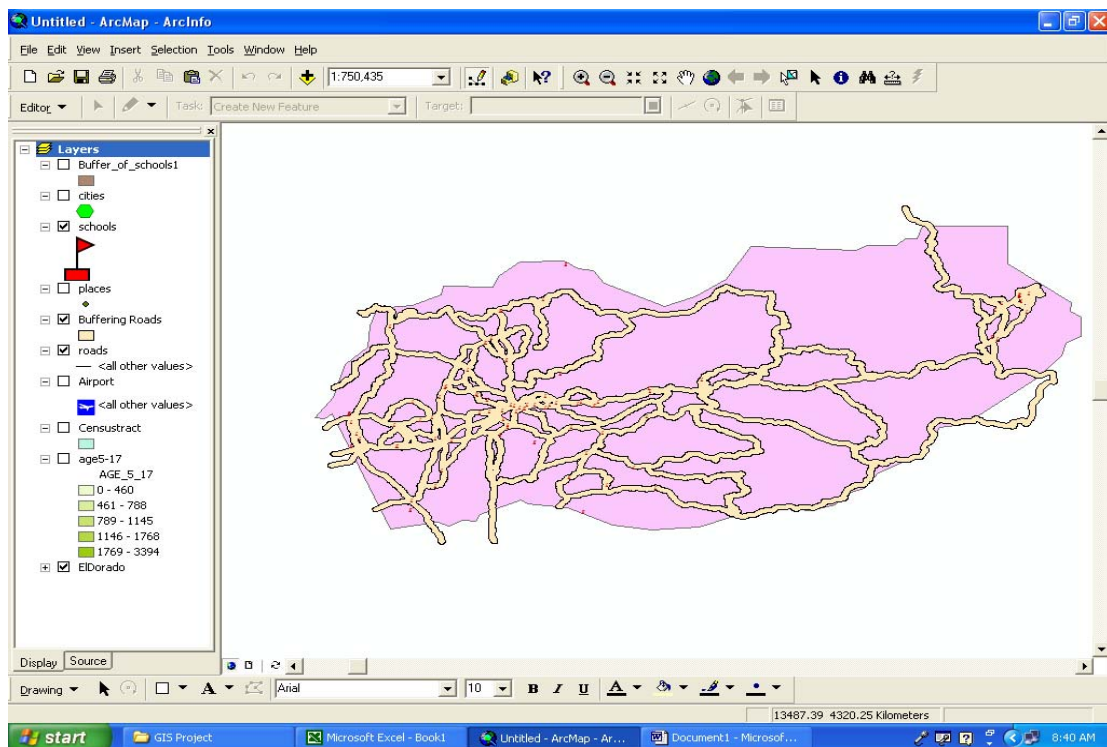 Untitled - ArcMap - ArcInfo
File Edit View Insert Selection Tools Window Help
1:750,435
Editor Task: Create New Feature Target:
Layers
Buffer_of_schools1
cities
schools
places
Buffering Roads
roads
<all other values>
Airport
<all other values>
Censustract
age5-17
AGE_5_17
0 - 460
461 - 788
789 - 1145
1146 - 1768
1769 - 3394
ElDorado
Display Source
Drawing A Arial 10 B I U A
13487.39 4320.25 Kilometers
start GIS Project Microsoft Excel - Book1 Untitled - ArcMap - Ar... Document1 - Microsof... 8:40 AM